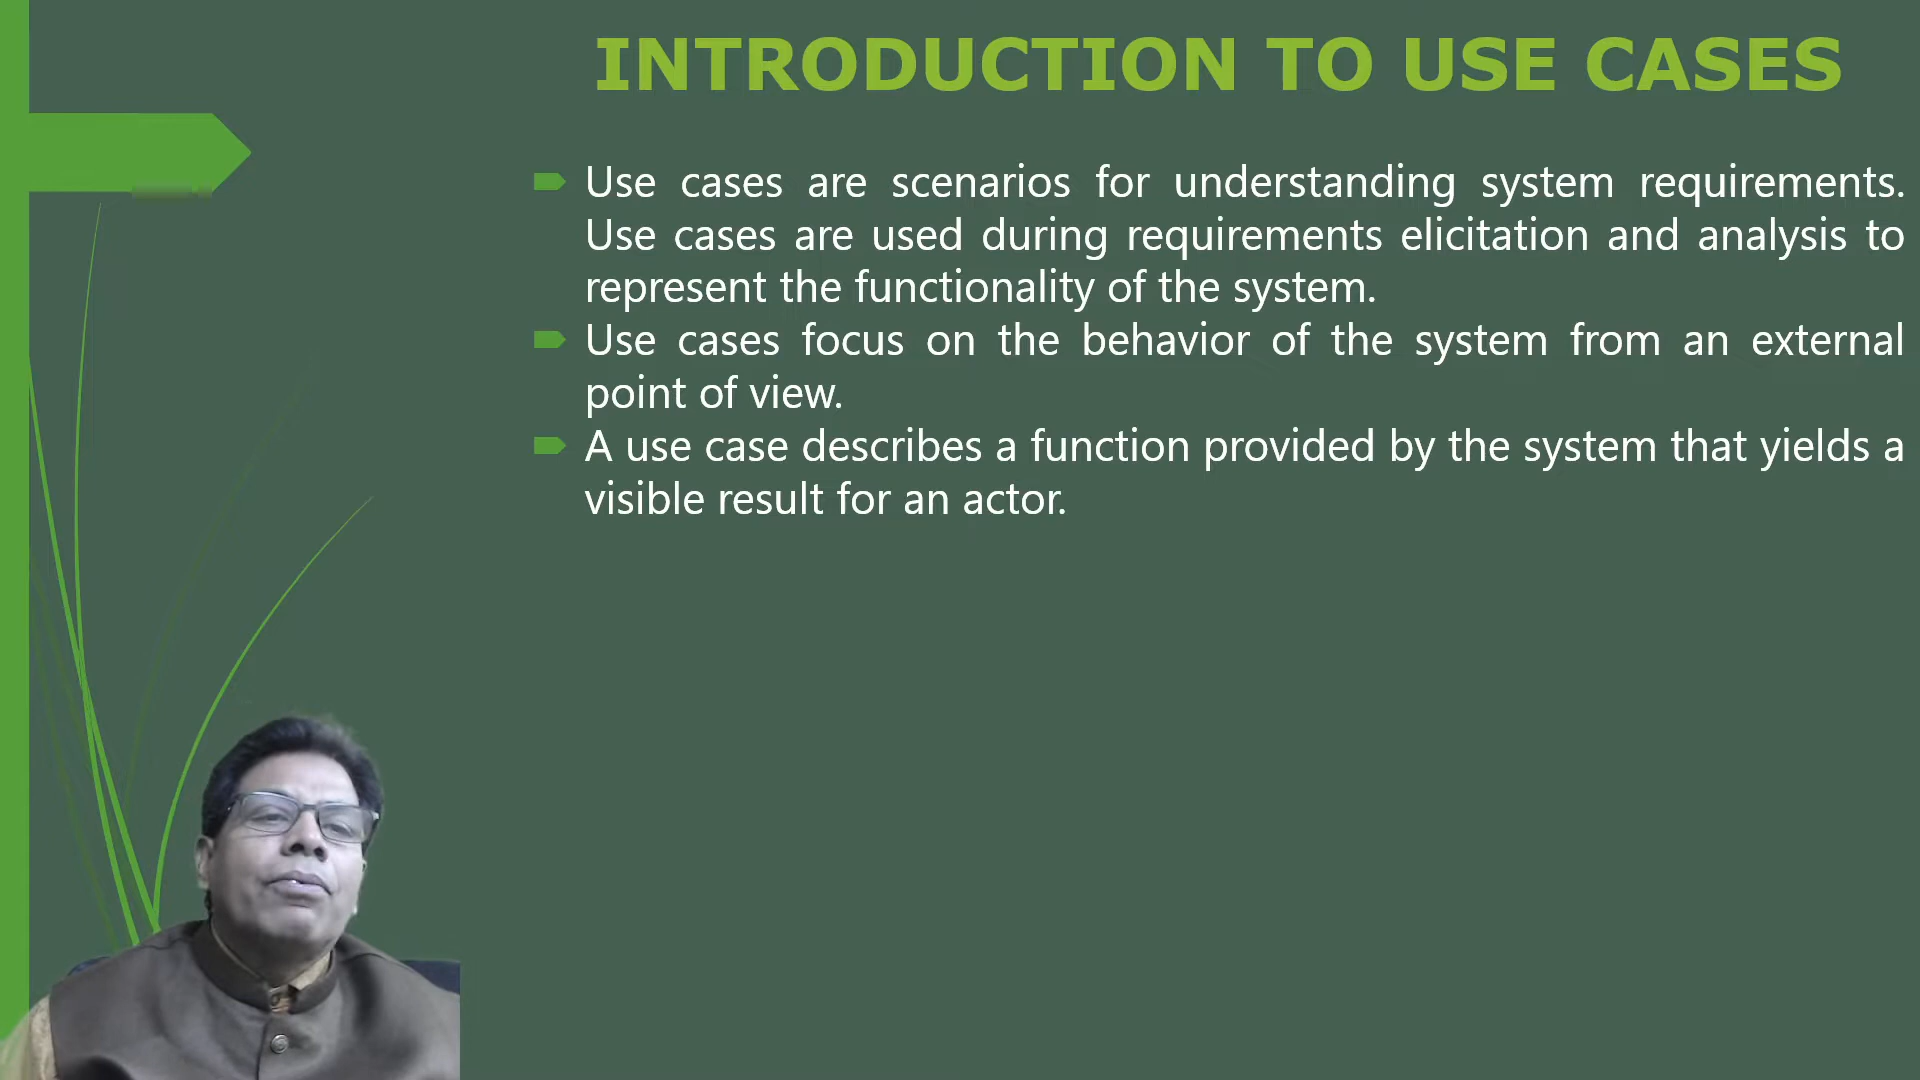 INTRODUCTION TO USE CASES
Use cases are scenarios for understanding system requirements.
Use cases are used during requirements elicitation and analysis to
represent the functionality of the system.
Use cases focus on the behavior of the system from an external
point of view.
A use case describes a function provided by the system that yields a
visible result for an actor.